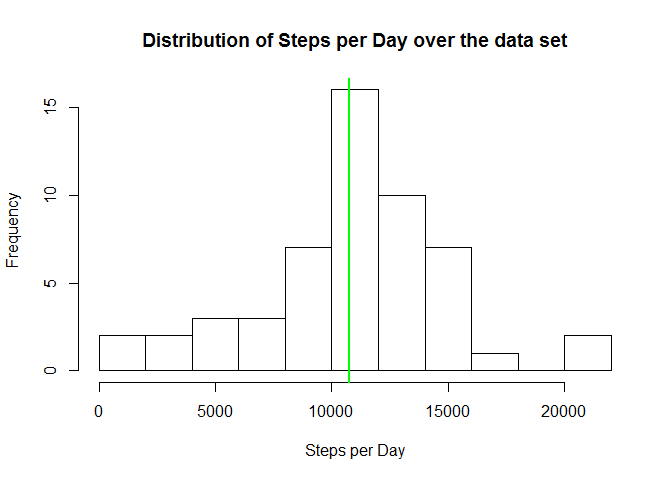 Distribution of Steps per Day over the data set
Frequency
15
10
5
0
0 5000 10000 15000 20000
Steps per Day